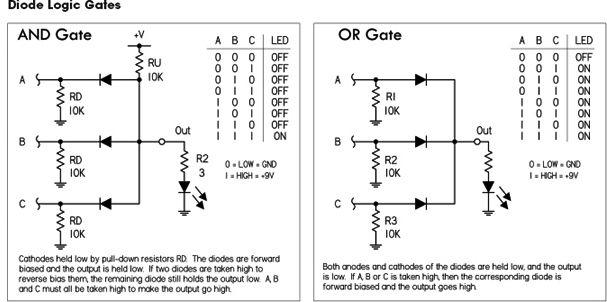 Diode Logic Gates
AND Gate
+V
RU
10K
A
RD
10K
B
RD
10K
C
RD
10K
Out
R2
3
A B C LED
0 0 0 OFF
0 0 1 OFF
0 1 0 OFF
0 1 1 OFF
1 0 0 OFF
1 0 1 OFF
1 1 0 OFF
1 1 1 ON
0 = LOW = GND
1 = HIGH = +9V
Cathodes held low by pull-down resistors RD. The diodes are forward
biased and the output is held low. If two diodes are taken high to
reverse bias them, the remaining diode still holds the output low. A, B
and C must all be taken high to make the output go high.
OR Gate
A
R1
10K
B
R2
10K
C
R3
10K
Out
A B C LED
0 0 0 OFF
0 0 1 ON
0 1 0 ON
0 1 1 ON
1 0 0 ON
1 0 1 ON
1 1 0 ON
1 1 1 ON
0 = LOW = GND
1 = HIGH = +9V
Both anodes and cathodes of the diodes are held low, and the output
is low. If A, B or C is taken high, then the corresponding diode is
forward biased and the output goes high.